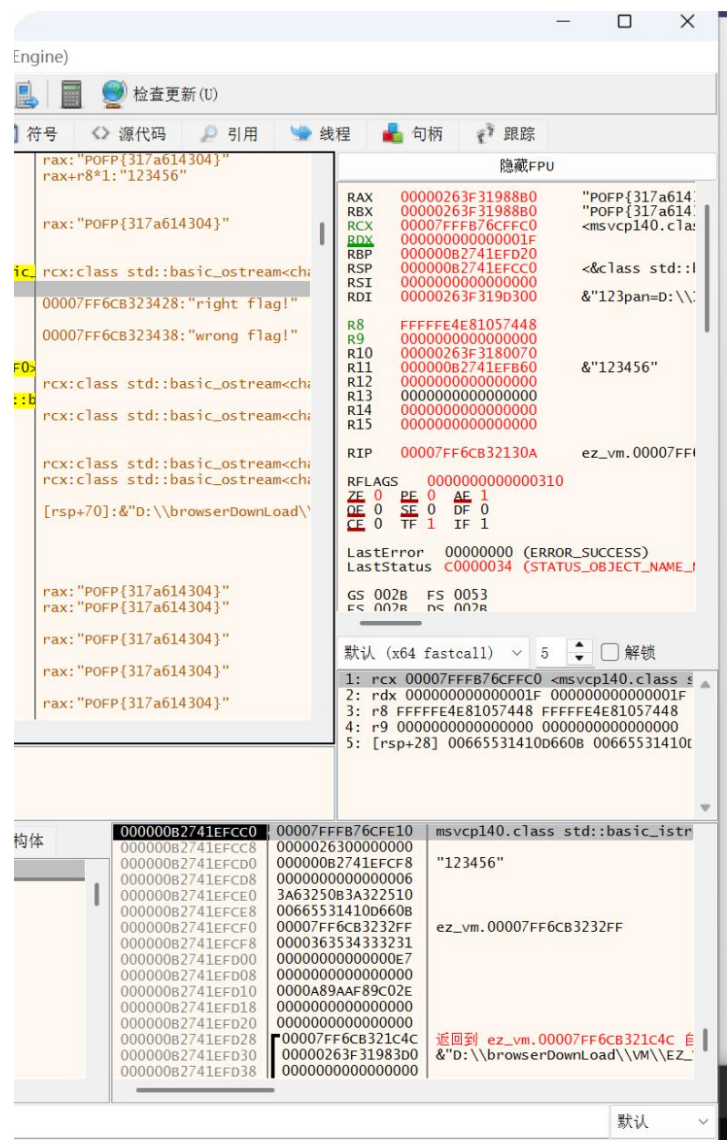 Engine)
检查更新(U)
符号 源代码 引用 线程 句柄 跟踪
rax:"POFP{317a614304}"
rax+r8*1:"123456"
rax:"POFP{317a614304}"
ic_ rcx:class std::basic_ostream<cha
00007FF6CB323428:"right flag!"
00007FF6CB323438:"wrong flag!"
F0>
rcx:class std::basic_ostream<cha
::b
rcx:class std::basic_ostream<cha
rcx:class std::basic_ostream<cha
rcx:class std::basic_ostream<cha
[rsp+70]:&"D:\\browserDownLoad\\
rax:"POFP{317a614304}"
rax:"POFP{317a614304}"
rax:"POFP{317a614304}"
rax:"POFP{317a614304}"
rax:"POFP{317a614304}"
隐藏FPU
RAX 00000263F31988B0 "POFP{317a614
RBX 00000263F31988B0 "POFP{317a614
RCX 00007FFFB76CFFC0 <msvcp140.clas
RDX 000000000000001F
RBP 000000B2741EFD20
RSP 000000B2741EFCC0 <&class std::
RSI 0000000000000000
RDI 00000263F319D300 &"123pan=D:\\
R8 FFFFFE4E81057448
R9 0000000000000000
R10 00000263F3180070
R11 000000B2741EFB60 &"123456"
R12 0000000000000000
R13 0000000000000000
R14 0000000000000000
R15 0000000000000000
RIP 00007FF6CB32130A ez_vm.00007FF6
RFLAGS 0000000000000310
ZF 0 PF 0 AF 1
OF 0 SF 0 DF 0
CF 0 TF 1 IF 1
LastError 00000000 (ERROR_SUCCESS)
LastStatus C0000034 (STATUS_OBJECT_NAME_
GS 002B FS 0053
ES 002B DS 002B
默认 (x64 fastcall) 5 解锁
1: rcx 00007FFFB76CFFC0 <msvcp140.class s
2: rdx 000000000000001F 000000000000001F
3: r8 FFFFFE4E81057448 FFFFFE4E81057448
4: r9 0000000000000000 0000000000000000
5: [rsp+28] 00665531410D660B 00665531410D
构体
000000B2741EFCC0 00007FFFB76CFE10 msvcp140.class std::basic_istr
000000B2741EFCC8 0000026300000000
000000B2741EFCD0 000000B2741EFCF8 "123456"
000000B2741EFCD8 0000000000000006
000000B2741EFCE0 3A63250B3A322510
000000B2741EFCE8 00665531410D660B
000000B2741EFCF0 00007FF6CB3232FF ez_vm.00007FF6CB3232FF
000000B2741EFCF8 0000363534333231
000000B2741EFD00 00000000000000E7
000000B2741EFD08 0000000000000000
000000B2741EFD10 0000A89AAF89C02E
000000B2741EFD18 0000000000000000
000000B2741EFD20 0000000000000000
000000B2741EFD28 00007FF6CB321C4C 返回到 ez_vm.00007FF6CB321C4C 自
000000B2741EFD30 00000263F31983D0 &"D:\\browserDownLoad\\VM\\EZ_
000000B2741EFD38 0000000000000000
默认